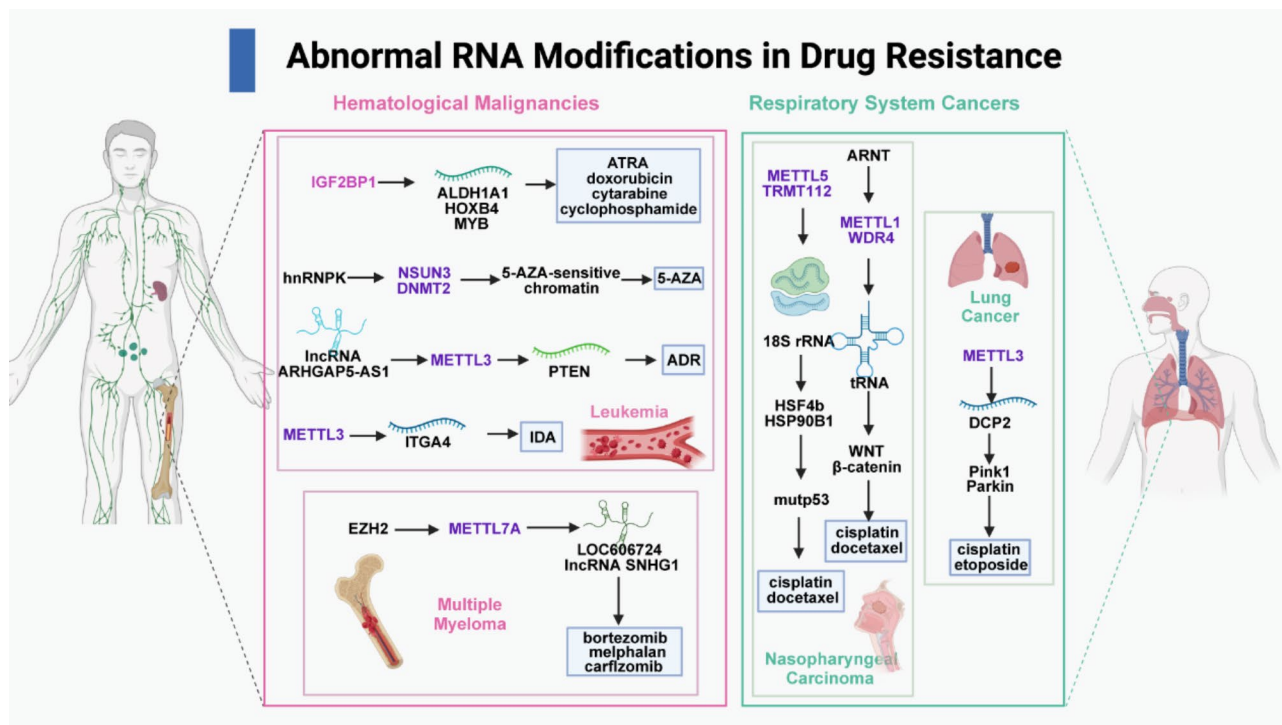 Abnormal RNA Modifications in Drug Resistance
Hematological Malignancies
IGF2BP1
ALDH1A1
HOXB4
MYB
ATRA
doxorubicin
cytarabine
cyclophosphamide
hnRNPK
NSUN3
DNMT2
5-AZA-sensitive
chromatin
5-AZA
lncRNA
ARHGAP5-AS1
METTL3
PTEN
ADR
METTL3
ITGA4
IDA
Leukemia
EZH2
METTL7A
LOC606724
lncRNA SNHG1
bortezomib
melphalan
carflzomib
Multiple
Myeloma
Respiratory System Cancers
METTL5
TRMT112
18S rRNA
HSF4b
HSP90B1
mutp53
cisplatin
docetaxel
ARNT
METTL1
WDR4
tRNA
WNT
β-catenin
cisplatin
docetaxel
Nasopharyngeal
Carcinoma
Lung
Cancer
METTL3
DCP2
Pink1
Parkin
cisplatin
etoposide